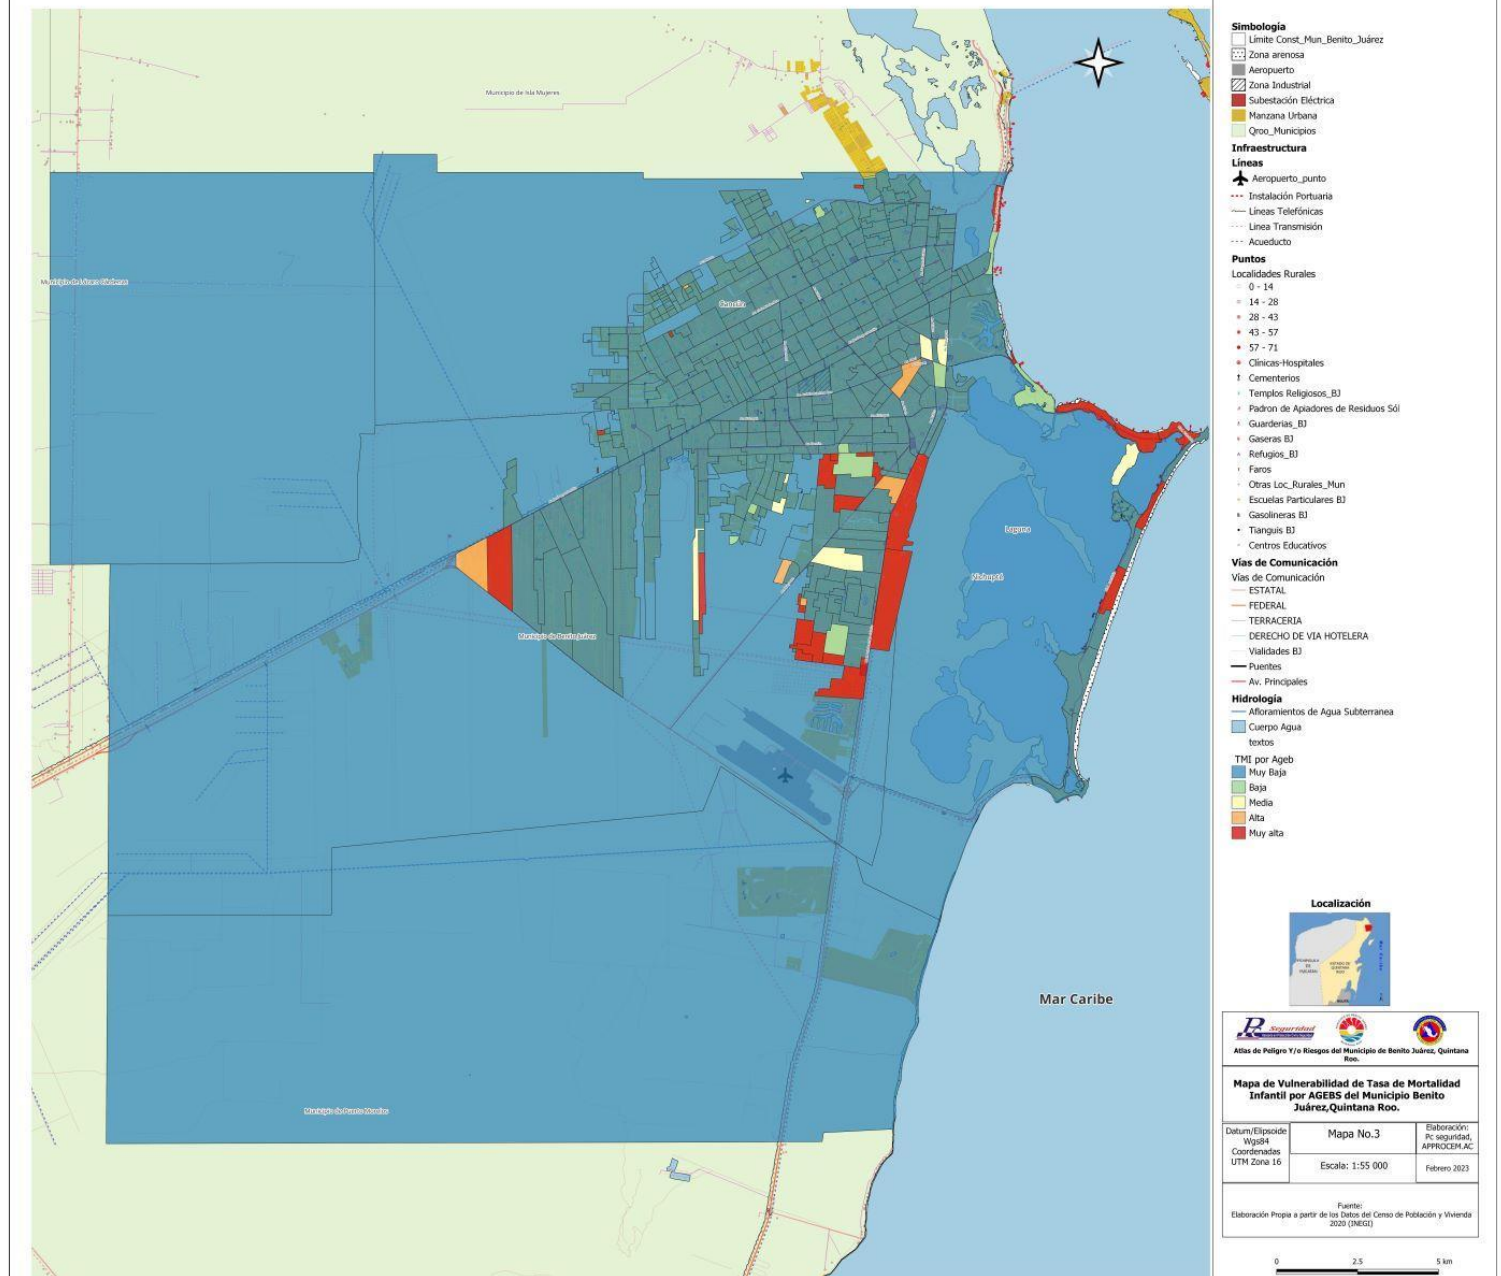 Municipio de Isla Mujeres
Municipio de Lázaro Cárdenas
Cancún
Laguna
Nichupté
Municipio de Benito Juárez
Municipio de Puerto Morelos
Mar Caribe
Simbología
Límite Const_Mun_Benito_Juárez
Zona arenosa
Aeropuerto
Zona Industrial
Subestación Eléctrica
Manzana Urbana
Qroo_Municipios
Infraestructura
Líneas
Aeropuerto_punto
Instalación Portuaria
Líneas Telefónicas
Linea Transmisión
Acueducto
Puntos
Localidades Rurales
0 - 14
14 - 28
28 - 43
43 - 57
57 - 71
Clínicas-Hospitales
Cementerios
Templos Religiosos_BJ
Padron de Apiadores de Residuos Sól
Guarderias_BJ
Gaseras BJ
Refugios_BJ
Faros
Otras Loc_Rurales_Mun
Escuelas Particulares BJ
Gasolineras BJ
Tianguis BJ
Centros Educativos
Vías de Comunicación
Vías de Comunicación
ESTATAL
FEDERAL
TERRACERIA
DERECHO DE VIA HOTELERA
Vialidades BJ
Puentes
Av. Principales
Hidrología
Afloramientos de Agua Subterranea
Cuerpo Agua
textos
TMI por Ageb
Muy Baja
Baja
Media
Alta
Muy alta
Localización
Seguridad
Atlas de Peligro Y/o Riesgos del Municipio de Benito Juárez, Quintana
Roo.
Mapa de Vulnerabilidad de Tasa de Mortalidad
Infantil por AGEBS del Municipio Benito
Juárez,Quintana Roo.
Datum/Elipsoide
Wgs84
Coordenadas
UTM Zona 16
Mapa No.3
Escala: 1:55 000
Elaboración:
Pc seguridad,
APPROCEM.AC
Febrero 2023
Fuente:
Elaboración Propia a partir de los Datos del Censo de Población y Vivienda
2020 (INEGI)
0 2.5 5 km